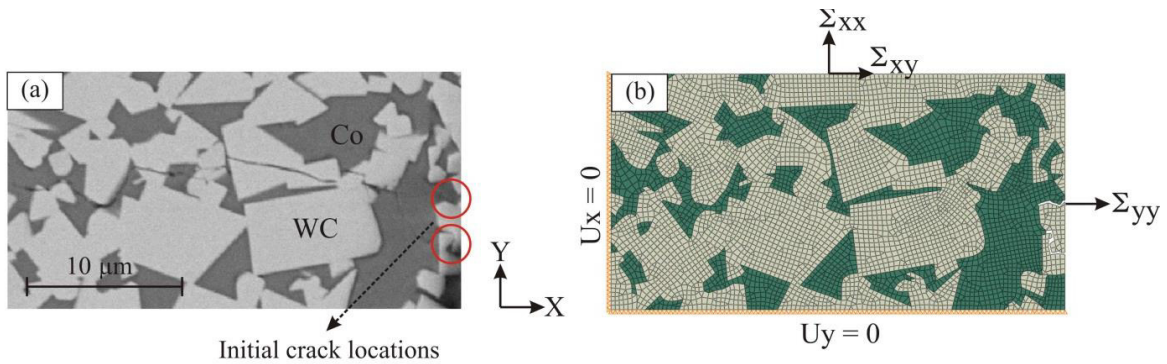 (a)
Co
WC
10 μm
Initial crack locations
Y
X
Σxx
Σxy
(b)
Ux = 0
Σyy
Uy = 0